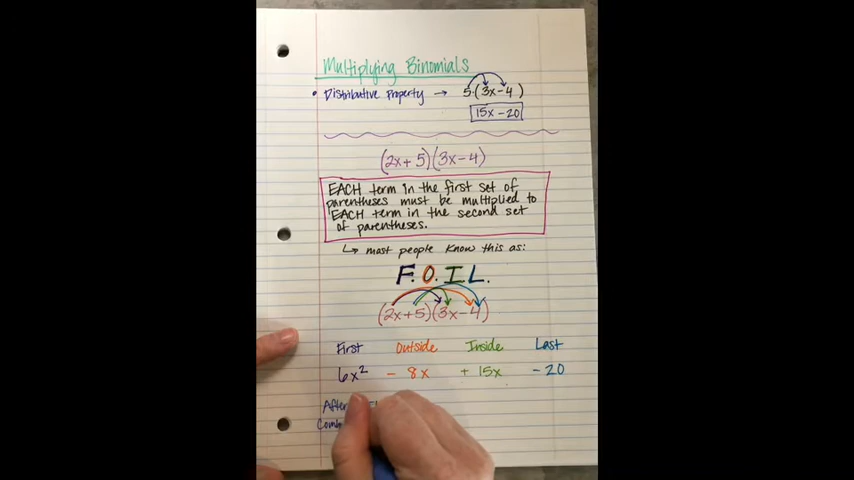 Multiplying Binomials
• Distributive Property → 5·(3x-4)
15x-20
(2x+5)(3x-4)
EACH term in the first set of
parentheses must be multiplied to
EACH term in the second set
of parentheses.
↳ most people know this as:
F.O.I.L.
(2x+5)(3x-4)
First Outside Inside Last
6x² - 8x + 15x - 20
After